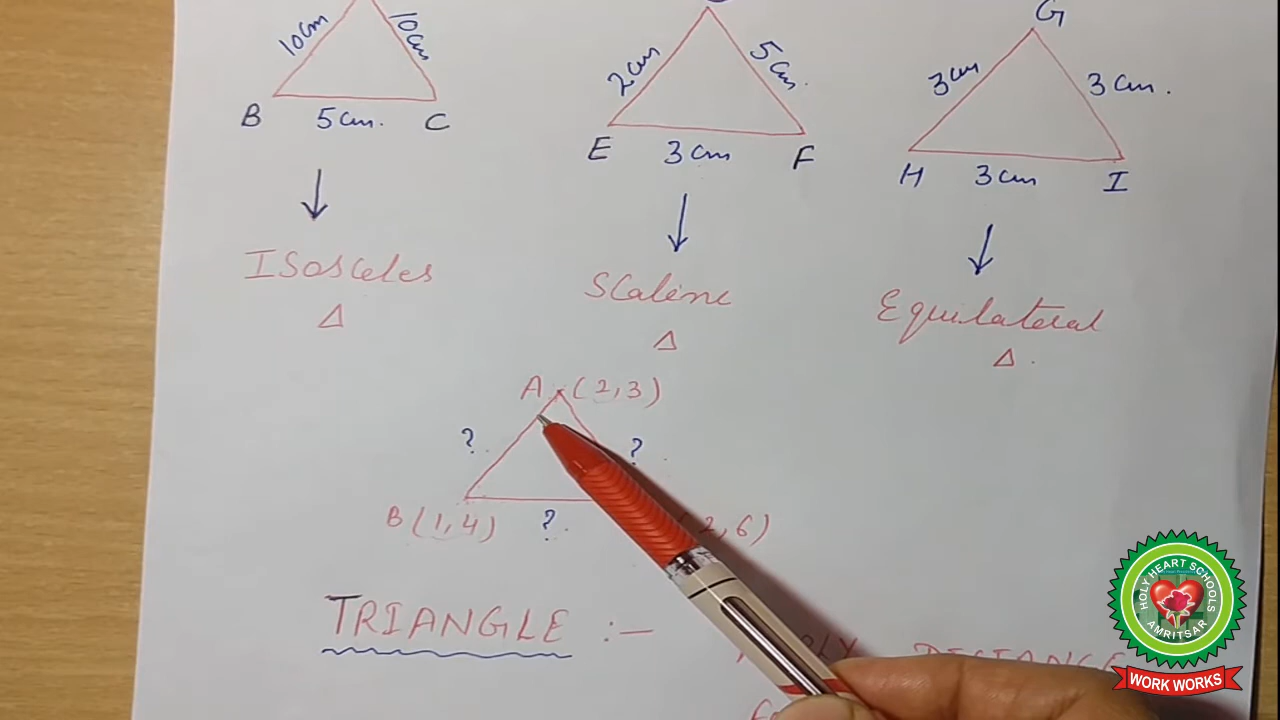 10cm 10cm
5cm.
B C
Isosceles
Δ
2cm 5cm.
E 3cm F
Scalene
Δ
G
3cm 3cm.
H 3cm I
Equilateral
Δ.
A (2,3)
? ?
B (1,4) ? 2,6)
TRIANGLE :-
DISTANCE
HOLY HEART SCHOOLS
AMRITSAR
WORK WORKS